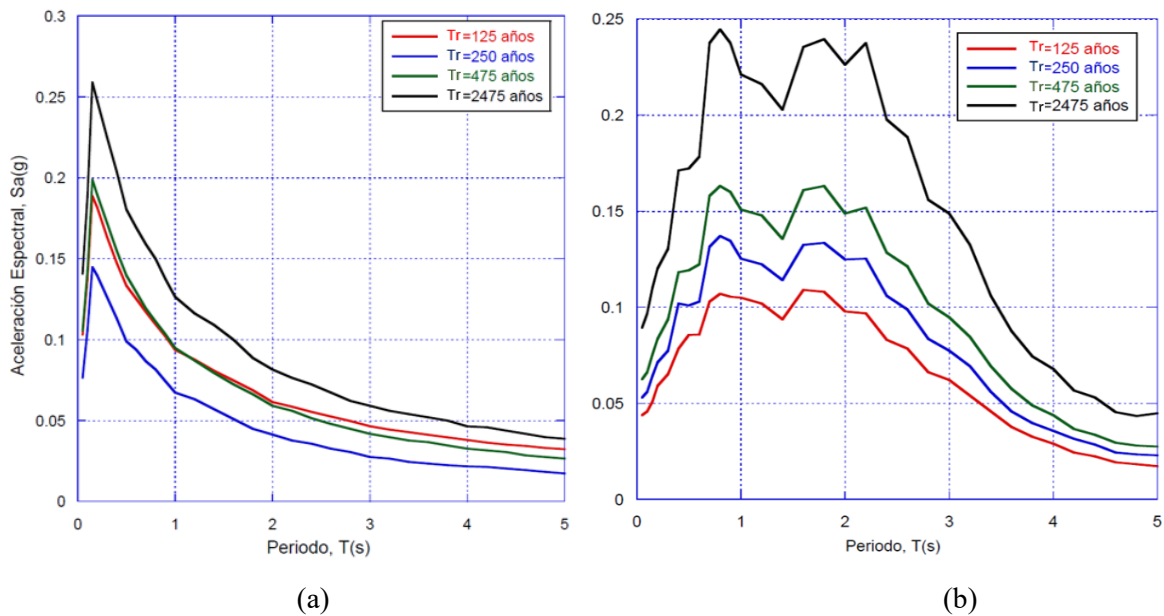 0.3
0.25
0.2
0.15
0.1
0.05
0
Aceleración Espectral, Sa(g)
Tr=125 años
Tr=250 años
Tr=475 años
Tr=2475 años
0 1 2 3 4 5
Periodo, T(s)
(a)
0.25
0.2
0.15
0.1
0.05
0
Tr=125 años
Tr=250 años
Tr=475 años
Tr=2475 años
0 1 2 3 4 5
Periodo, T(s)
(b)